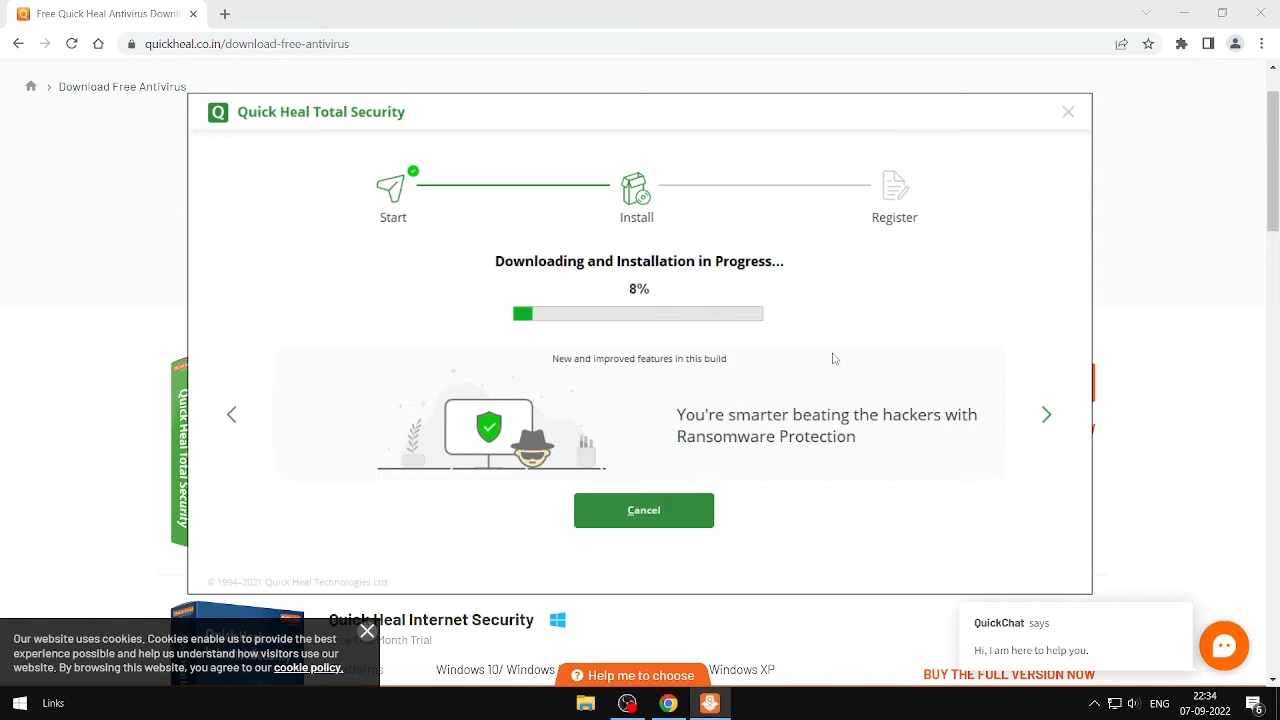 Free Quick Heal Antivirus Downl
quickheal.co.in/download-free-antivirus
Download Free Antivirus
Q Quick Heal Total Security
Start
Install
Register
Downloading and Installation in Progress...
8%
New and improved features in this build
You're smarter beating the hackers with
Ransomware Protection
Cancel
© 1994–2021 Quick Heal Technologies Ltd.
Quick Heal Total Security
Quick Heal Internet Security
Month Trial
Windows 10/ Windows
Windows XP
BUY THE FULL VERSION NOW
Our website uses cookies. Cookies enable us to provide the best
experience possible and help us understand how visitors use our
website. By browsing this website, you agree to our cookie policy.
Help me to choose
QuickChat says
Hi, I am here to help you.
Links
ENG
22:34
07-09-2022
6